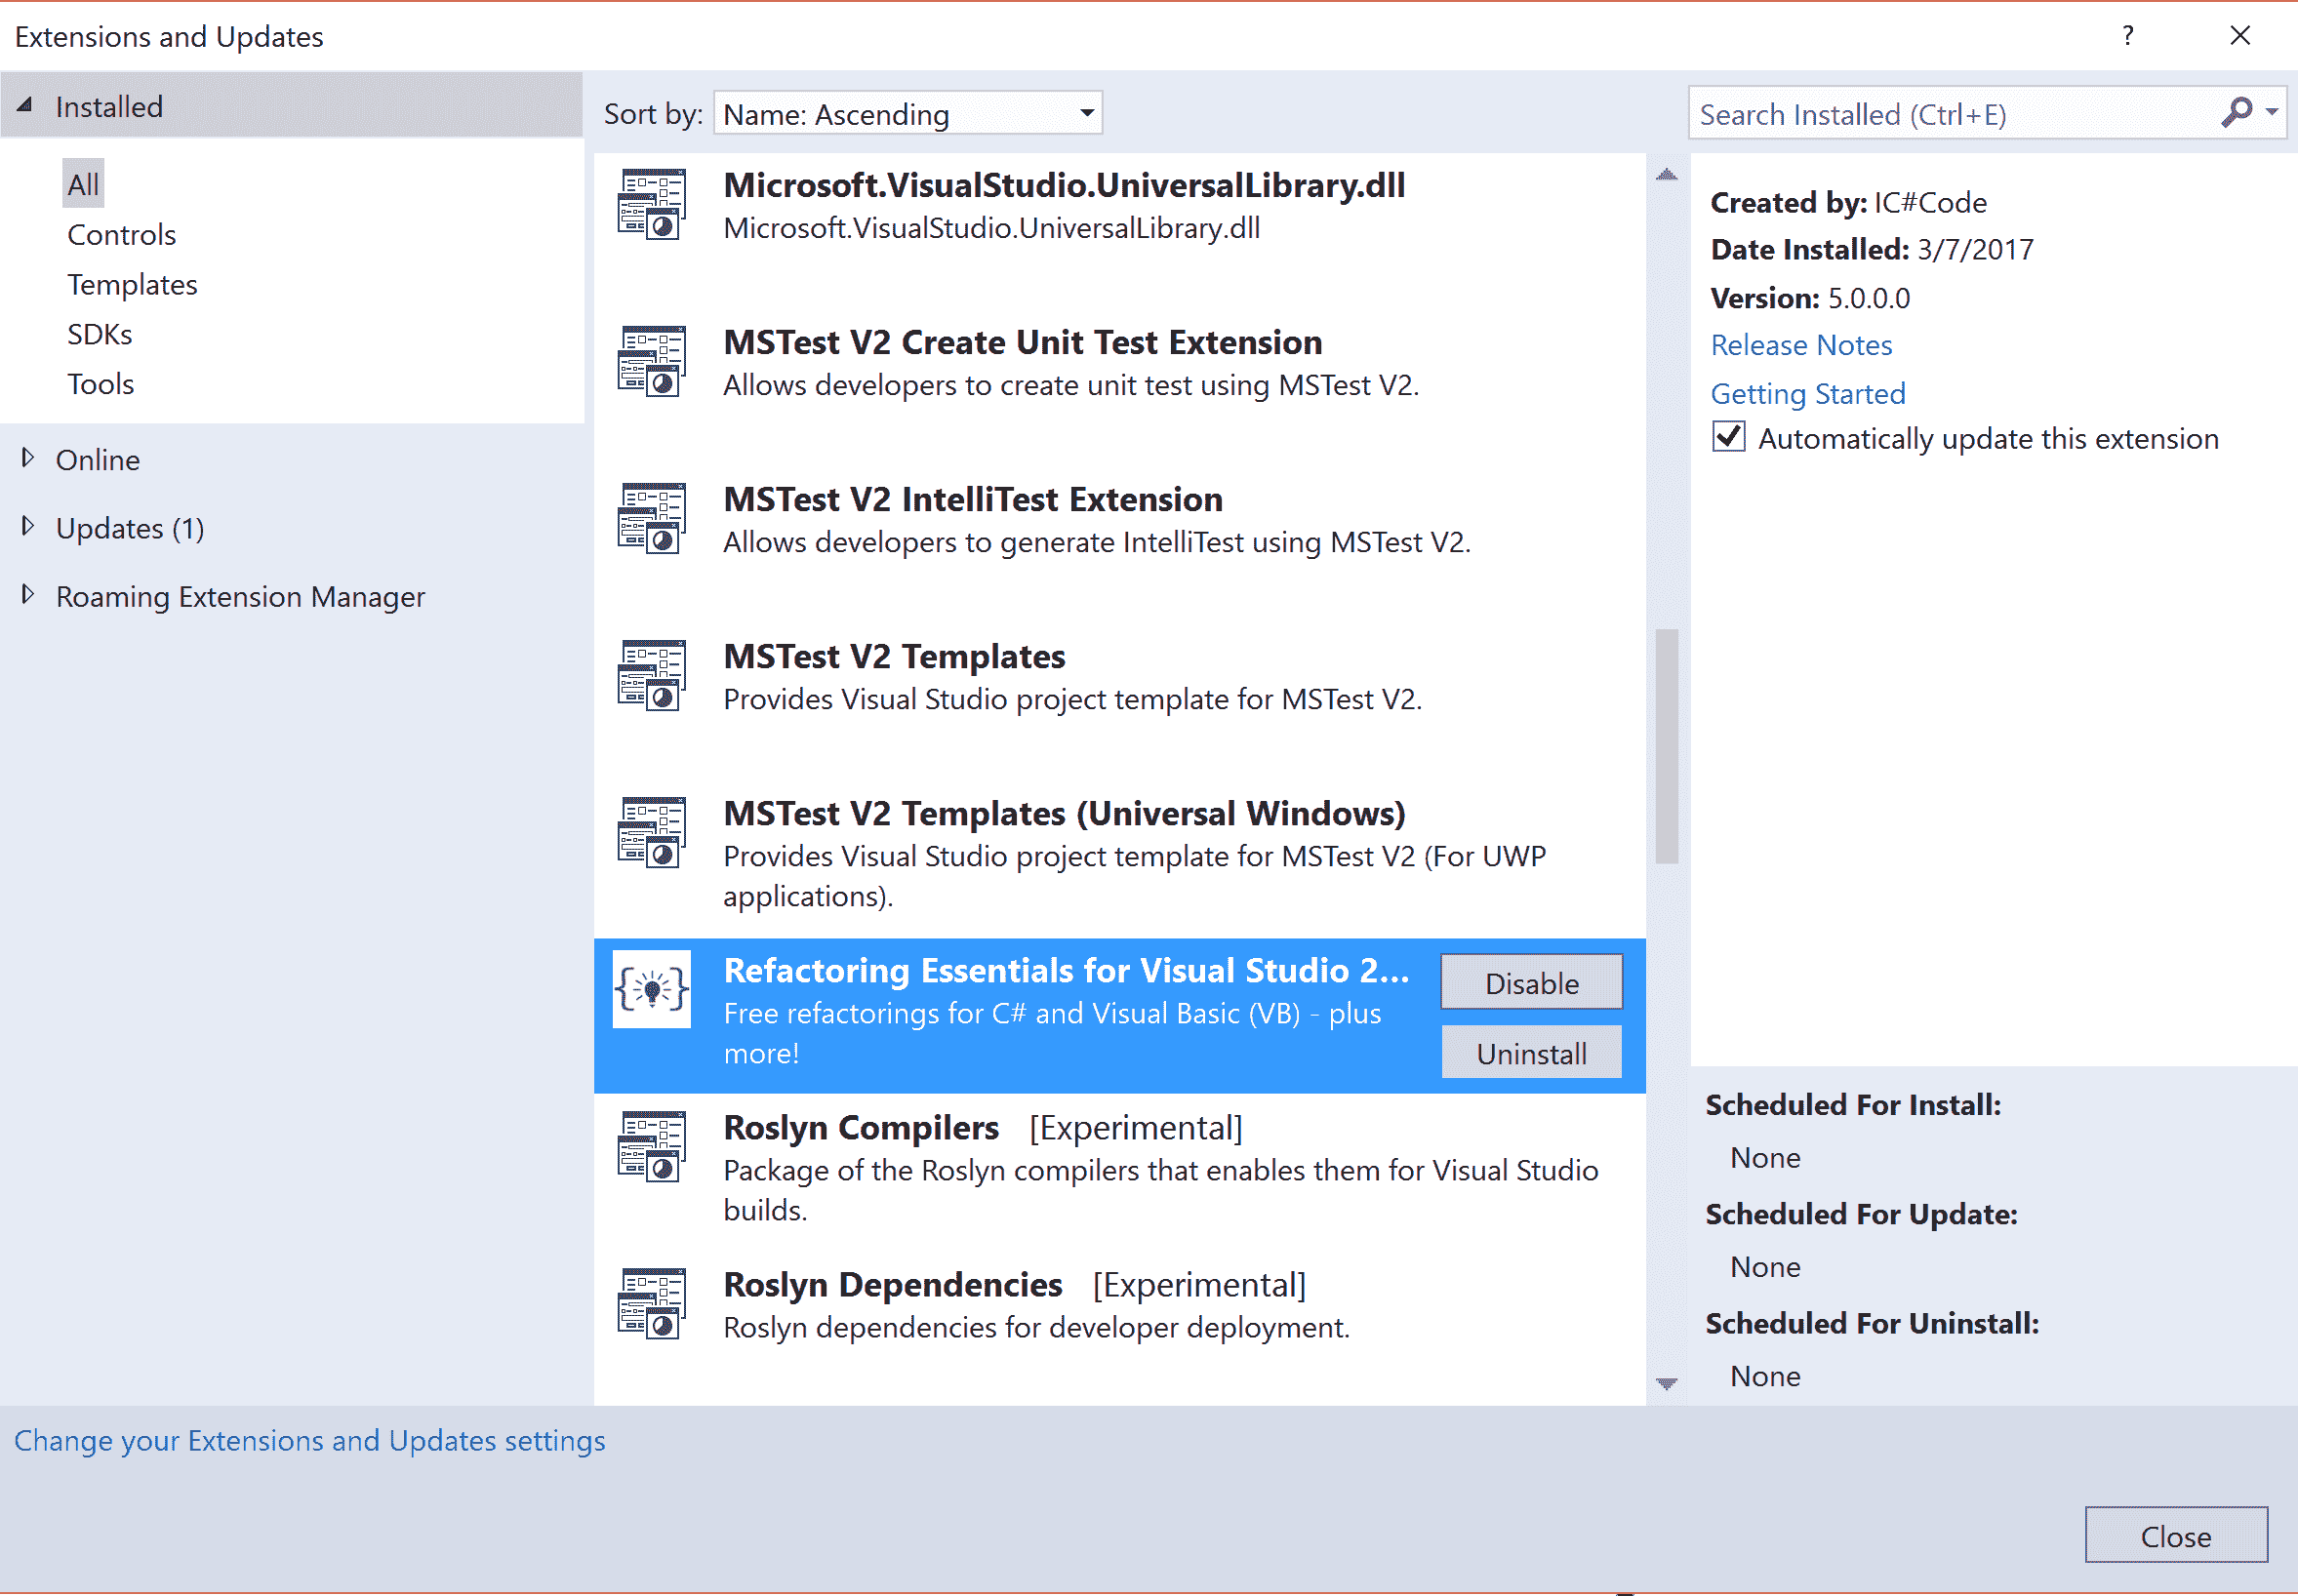 Extensions and Updates
?
Installed
All
Controls
Templates
SDKs
Tools
Online
Updates (1)
Roaming Extension Manager
Sort by: Name: Ascending
Microsoft.VisualStudio.UniversalLibrary.dll
Microsoft.VisualStudio.UniversalLibrary.dll
MSTest V2 Create Unit Test Extension
Allows developers to create unit test using MSTest V2.
MSTest V2 IntelliTest Extension
Allows developers to generate IntelliTest using MSTest V2.
MSTest V2 Templates
Provides Visual Studio project template for MSTest V2.
MSTest V2 Templates (Universal Windows)
Provides Visual Studio project template for MSTest V2 (For UWP
applications).
Refactoring Essentials for Visual Studio 2...
Free refactorings for C# and Visual Basic (VB) - plus
more!
Disable
Uninstall
Roslyn Compilers [Experimental]
Package of the Roslyn compilers that enables them for Visual Studio
builds.
Roslyn Dependencies [Experimental]
Roslyn dependencies for developer deployment.
Search Installed (Ctrl+E)
Created by: IC#Code
Date Installed: 3/7/2017
Version: 5.0.0.0
Release Notes
Getting Started
Automatically update this extension
Scheduled For Install:
None
Scheduled For Update:
None
Scheduled For Uninstall:
None
Change your Extensions and Updates settings
Close